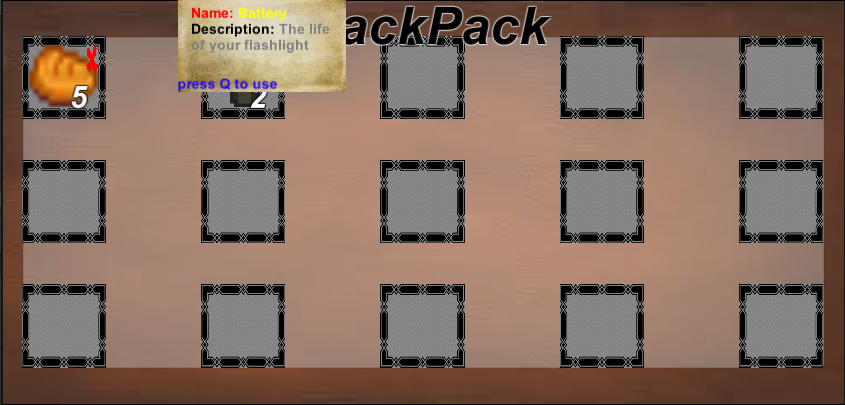 Name: Battery
Description: The life
of your flashlight
press Q to use
ackPack
5
2